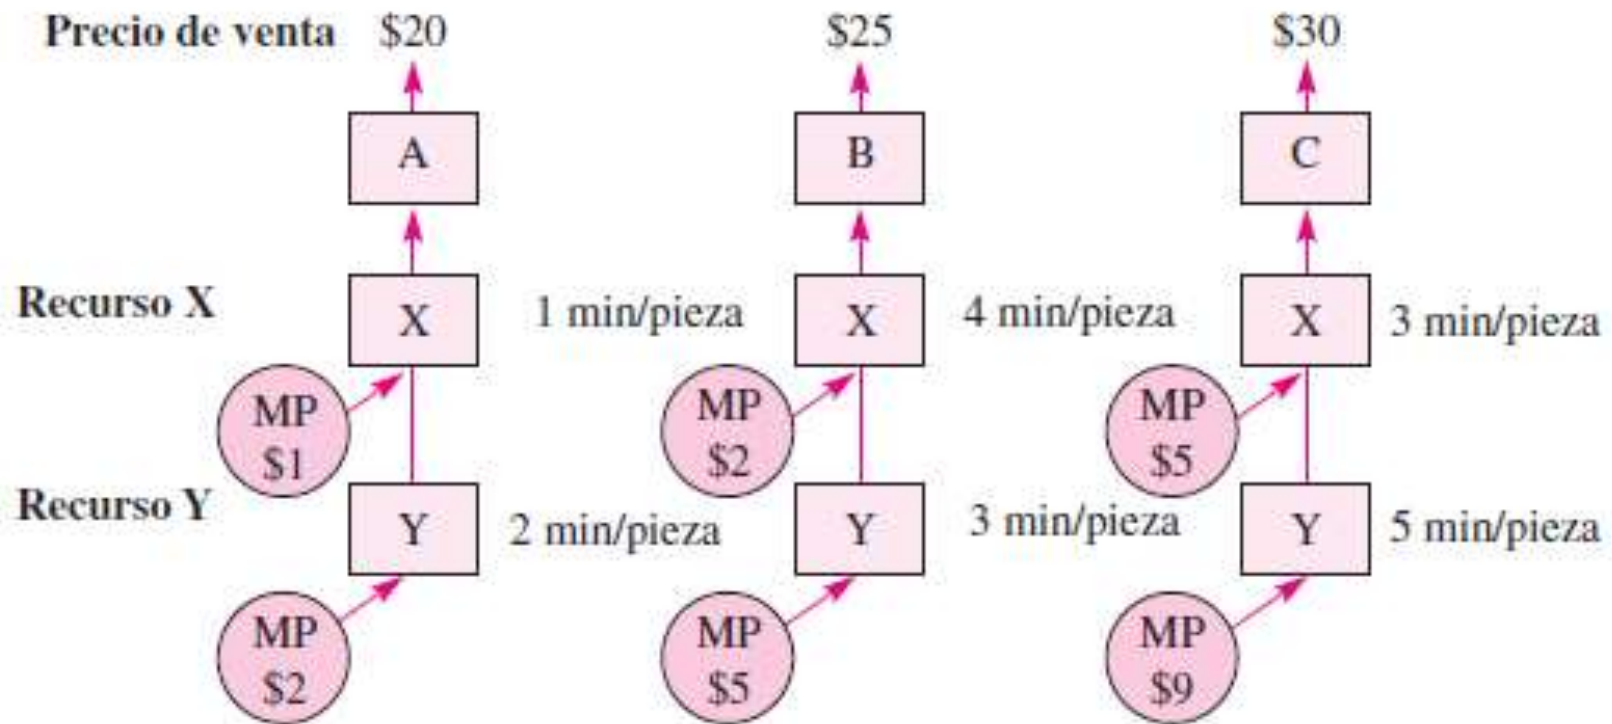 Precio de venta $20 $25 $30
A B C
Recurso X X 1 min/pieza X 4 min/pieza X 3 min/pieza
MP $1 MP $2 MP $5
Recurso Y Y 2 min/pieza Y 3 min/pieza Y 5 min/pieza
MP $2 MP $5 MP $9